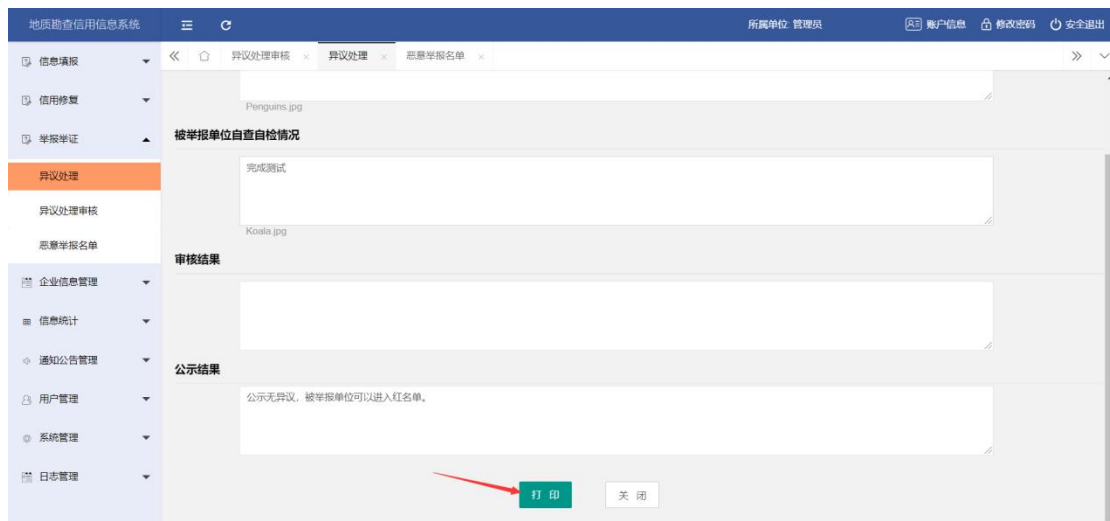 地质勘查信用信息系统 所属单位 管理员 账户信息 修改密码 安全退出
信息填报 异议处理审核 × 异议处理 × 恶意举报名单 ×
信用修复 Penguins.jpg
举报举证 被举报单位自查自检情况
异议处理 完成测试
异议处理审核
Koala.jpg
恶意举报名单
审核结果
企业信息管理
信息统计
通知公告管理
公示结果
用户管理 公示无异议,被举报单位可以进入红名单。
系统管理
日志管理
打 印 关 闭